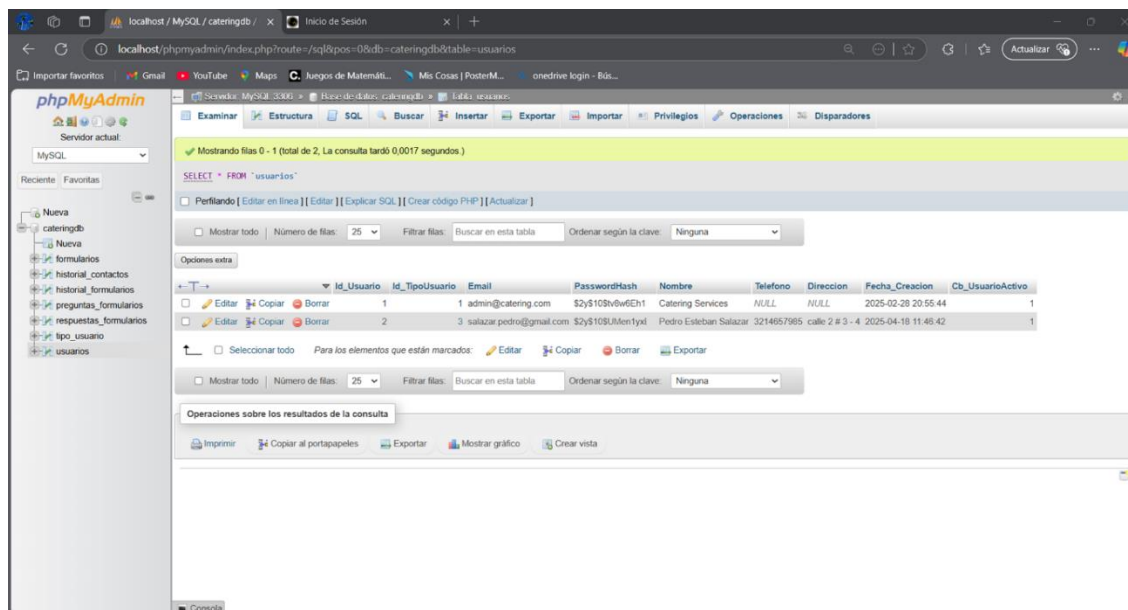 localhost / MySQL / cateringdb /
Inicio de Sesión
localhost/phpmyadmin/index.php?route=/sql&pos=0&db=cateringdb&table=usuarios
Actualizar
Importar favoritos
Gmail
YouTube
Maps
Juegos de Matemáti...
Mis Cosas | PosterM...
onedrive login - Bús...
phpMyAdmin
Servidor actual:
MySQL
Reciente Favoritas
Nueva
cateringdb
Nueva
formularios
historial_contactos
historial_formularios
preguntas_formularios
respuestas_formularios
tipo_usuario
usuarios
Servidor: MySQL:3306 » Base de datos: cateringdb » Tabla: usuarios
Examinar Estructura SQL Buscar Insertar Exportar Importar Privilegios Operaciones Disparadores
Mostrando filas 0 - 1 (total de 2, La consulta tardó 0,0017 segundos.)
SELECT * FROM `usuarios`
Perfilando [ Editar en línea ] [ Editar ] [ Explicar SQL ] [ Crear código PHP ] [ Actualizar ]
Mostrar todo | Número de filas: 25 Filtrar filas: Buscar en esta tabla Ordenar según la clave: Ninguna
Opciones extra
Id_Usuario Id_TipoUsuario Email PasswordHash Nombre Telefono Direccion Fecha_Creacion Cb_UsuarioActivo
Editar Copiar Borrar 1 1 admin@catering.com Catering Services NULL NULL 2025-02-28 20:55:44 1
Editar Copiar Borrar 2 3 salazar.pedro@gmail.com Pedro Esteban Salazar 3214657985 calle 2 # 3 - 4 2025-04-18 11:46:42 1
Seleccionar todo Para los elementos que están marcados: Editar Copiar Borrar Exportar
Mostrar todo | Número de filas: 25 Filtrar filas: Buscar en esta tabla Ordenar según la clave: Ninguna
Operaciones sobre los resultados de la consulta
Imprimir Copiar al portapapeles Exportar Mostrar gráfico Crear vista
Consola